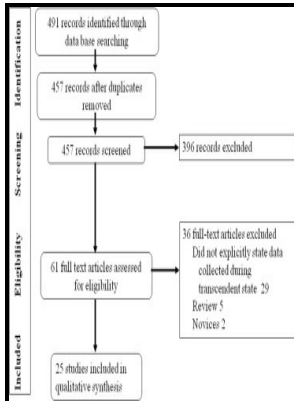 Identification
491 records identified through
data base searching
457 records after duplicates
removed
Screening
457 records screened
396 records excluded
Eligibility
61 full text articles assessed
for eligibility
36 full-text articles excluded
Did not explicitly state data
collected during
transcendent state 29
Review 5
Novices 2
Included
25 studies included in
qualitative synthesis